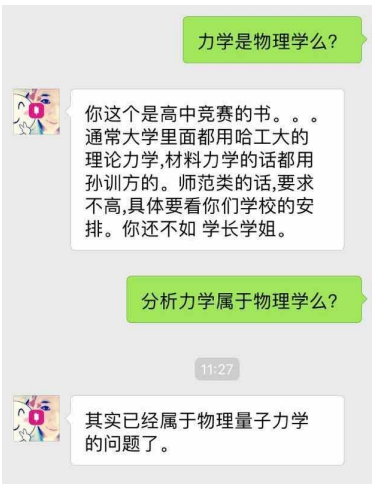 力学是物理学么?
你这个是高中竞赛的书。。。
通常大学里面都用哈工大的
理论力学,材料力学的话都用
孙训方的。师范类的话,要求
不高,具体要看你们学校的安
排。你还不如 学长学姐。
分析力学属于物理学么?
11:27
其实已经属于物理量子力学
的问题了。